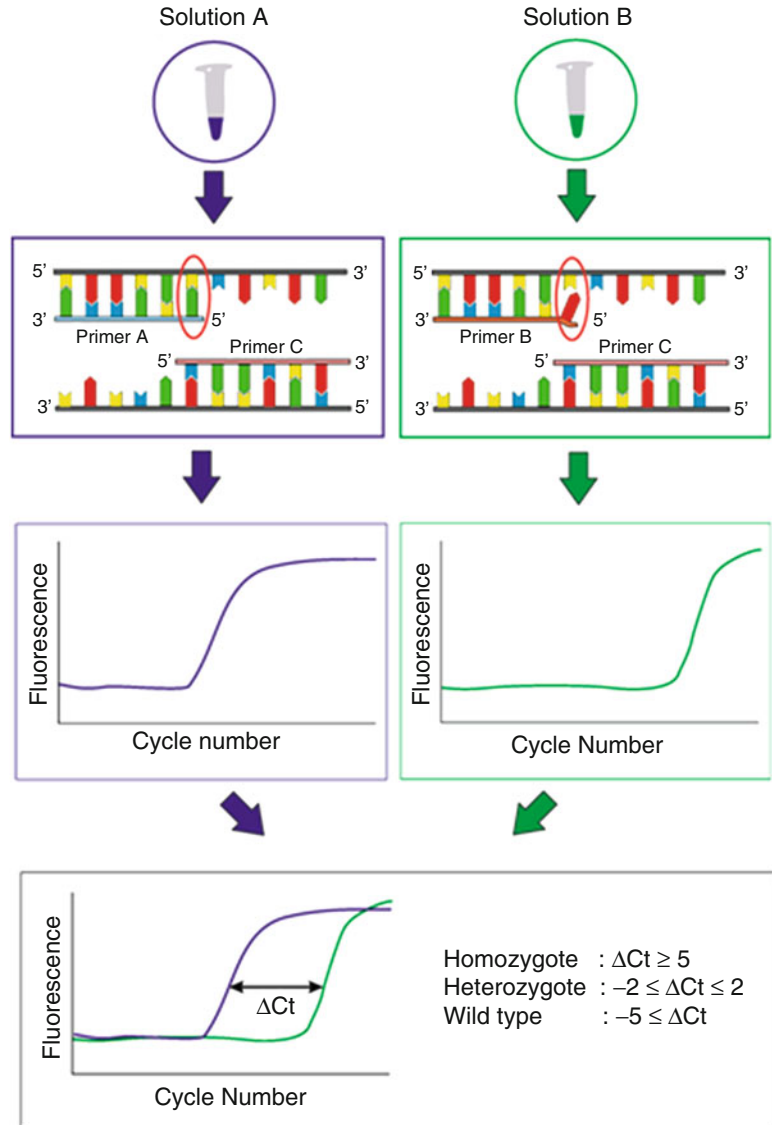 Solution A
Solution B
5’
3’
3’
Primer A
5’
5’
Primer C
3’
3’
5’
5’
3’
3’
Primer B
5’
5’
Primer C
3’
3’
5’
Fluorescence
Cycle number
Fluorescence
Cycle Number
Fluorescence
ΔCt
Cycle Number
Homozygote : ΔCt ≥ 5
Heterozygote : −2 ≤ ΔCt ≤ 2
Wild type : −5 ≤ ΔCt